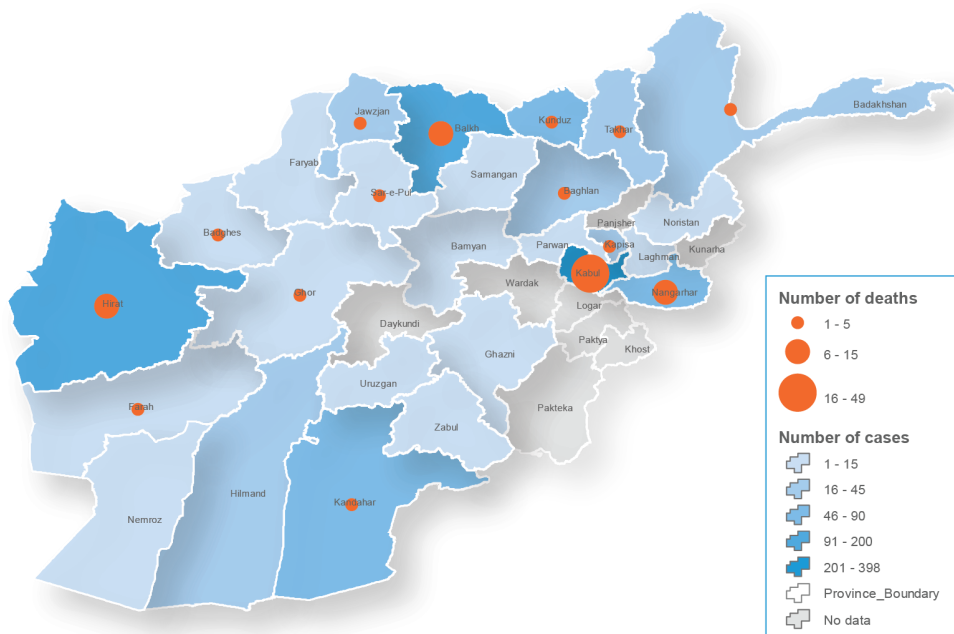 Jawzjan
Balkh
Kunduz
Takhar
Badakhshan
Faryab
Sar-e-Pul
Samangan
Baghlan
Panjsher
Noristan
Badghes
Bamyan
Parwan
Kapisa
Laghman
Kunarha
Hirat
Ghor
Wardak
Kabul
Nangarhar
Logar
Daykundi
Paktya
Khost
Ghazni
Uruzgan
Farah
Zabul
Pakteka
Hilmand
Kandahar
Nemroz
Number of deaths
1 - 5
6 - 15
16 - 49
Number of cases
1 - 15
16 - 45
46 - 90
91 - 200
201 - 398
Province_Boundary
No data